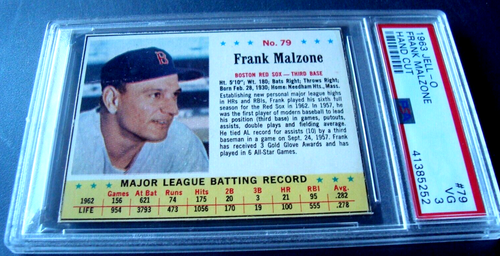 No. 79
Frank Malzone
BOSTON RED SOX — THIRD BASE
Ht. 5'10", Wt. 180; Bats Right; Throws Right;
Born Feb. 28, 1930; Home: Needham Hts., Mass.
Establishing new personal major league highs
in HRs and RBIs, Frank played his sixth full
season for the Red Sox in 1962. In 1957, he
was the first player of modern baseball to lead
his position (third base) in games, putouts,
assists, double plays and fielding average.
He tied AL record for assists (10) by a third
baseman in a game on Sept. 24, 1957. Frank
has received 3 Gold Glove Awards and has
played in 6 All-Star Games.
B
MAJOR LEAGUE BATTING RECORD
Games At Bat Runs Hits 2B 3B HR RBI Avg.
1962 156 621 74 175 20 3 21 95 .282
LIFE 954 3793 473 1056 170 19 100 555 .278
1963 JELL-O
FRANK MALZONE
HAND CUT
#79
VG
3
41385252
PSA